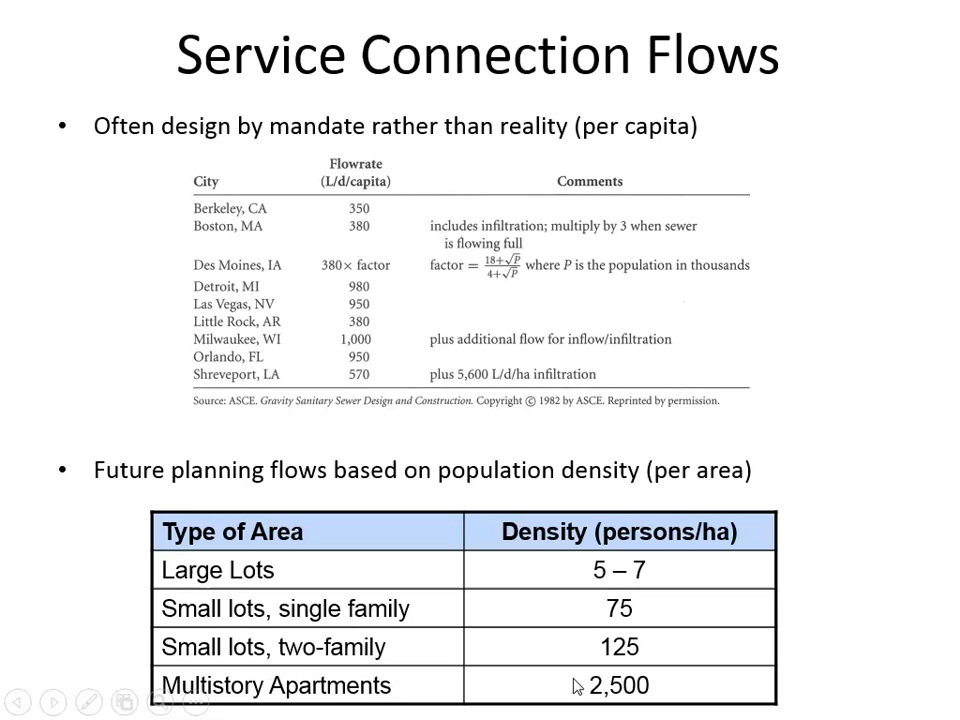 Service Connection Flows
• Often design by mandate rather than reality (per capita)
Flowrate
City (L/d/capita) Comments
Berkeley, CA 350
Boston, MA 380 includes infiltration; multiply by 3 when sewer
is flowing full
Des Moines, IA 380× factor factor = 18+√P / 4+√P where P is the population in thousands
Detroit, MI 980
Las Vegas, NV 950
Little Rock, AR 380
Milwaukee, WI 1,000 plus additional flow for inflow/infiltration
Orlando, FL 950
Shreveport, LA 570 plus 5,600 L/d/ha infiltration
Source: ASCE. Gravity Sanitary Sewer Design and Construction. Copyright © 1982 by ASCE. Reprinted by permission.
• Future planning flows based on population density (per area)
Type of Area Density (persons/ha)
Large Lots 5 – 7
Small lots, single family 75
Small lots, two-family 125
Multistory Apartments 2,500